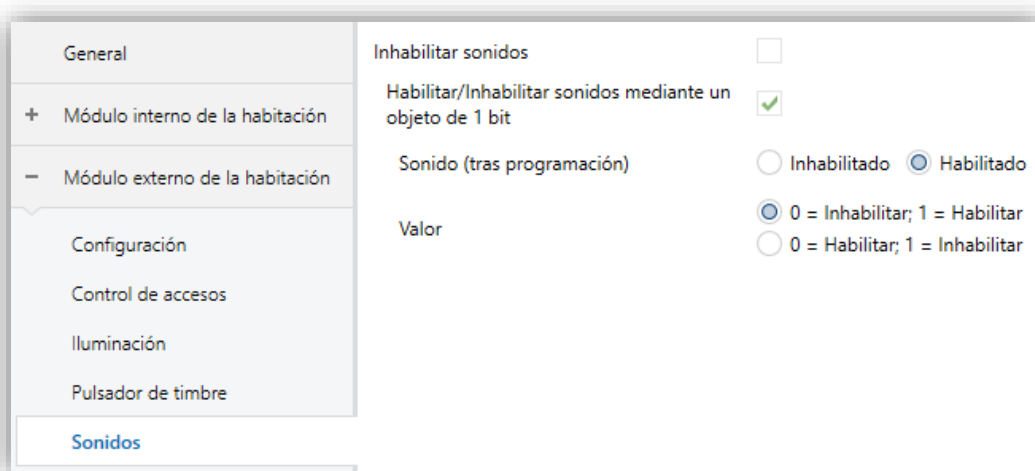 General
+ Módulo interno de la habitación
− Módulo externo de la habitación
Configuración
Control de accesos
Iluminación
Pulsador de timbre
Sonidos
Inhabilitar sonidos
Habilitar/Inhabilitar sonidos mediante un
objeto de 1 bit
Sonido (tras programación) Inhabilitado Habilitado
Valor
0 = Inhabilitar; 1 = Habilitar
0 = Habilitar; 1 = Inhabilitar